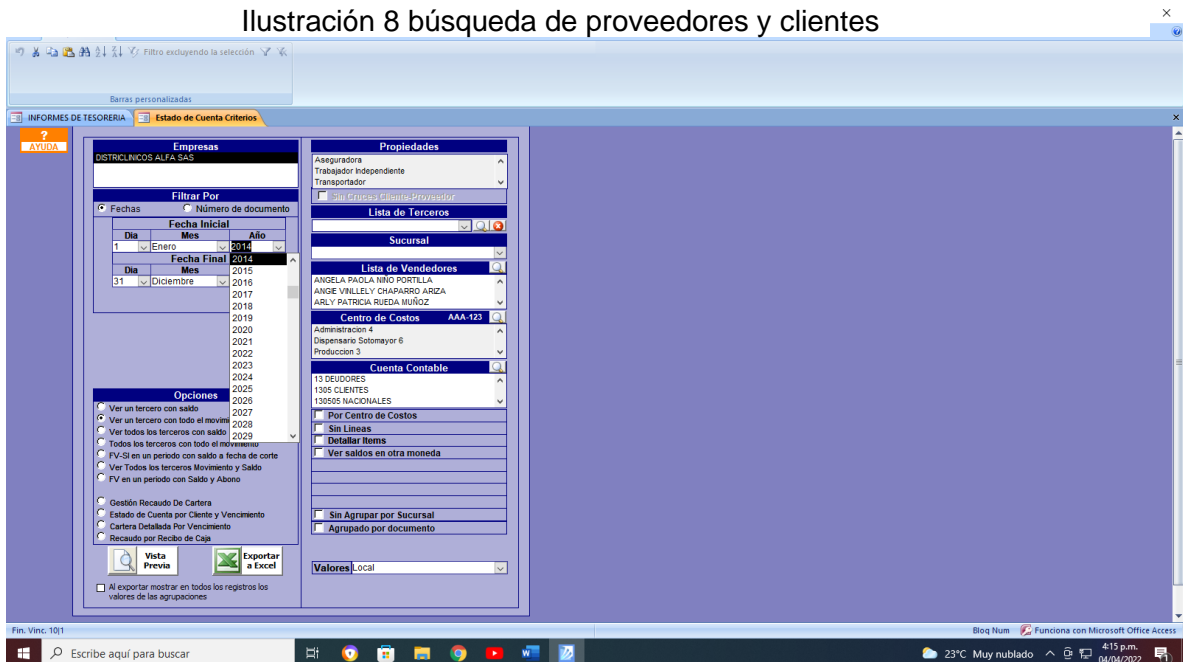 Ilustración 8 búsqueda de proveedores y clientes
Filtro excluyendo la selección
Barras personalizadas
INFORMES DE TESORERIA
Estado de Cuenta Criterios
?
AYUDA
Empresas
DISTRICLINICOS ALFA SAS
Filtrar Por
Fechas
Número de documento
Fecha Inicial
Dia Mes Año
1 Enero 2014
Fecha Final
Dia Mes
31 Diciembre
2014
2015
2016
2017
2018
2019
2020
2021
2022
2023
2024
2025
2026
2027
2028
2029
Opciones
Ver un tercero con saldo
Ver un tercero con todo el
Ver todos los terceros con saldo
Todos los terceros con todo el movimiento
FV-SI en un periodo con saldo a fecha de corte
Ver Todos los terceros Movimiento y Saldo
FV en un periodo con Saldo y Abono
Gestión Recaudo De Cartera
Estado de Cuenta por Cliente y Vencimiento
Cartera Detallada Por Vencimiento
Recaudo por Recibo de Caja
Vista Previa
Exportar a Excel
Al exportar mostrar en todos los registros los
valores de las agrupaciones
Propiedades
Aseguradora
Trabajador Independiente
Transportador
Sin Cruces Cliente-Proveedor
Lista de Terceros
Sucursal
Lista de Vendedores
ANGELA PAOLA NIÑO PORTILLA
ANGIE VINLLELY CHAPARRO ARIZA
ARLY PATRICIA RUEDA MUÑOZ
Centro de Costos AAA-123
Administracion 4
Dispensario Sotomayor 6
Produccion 3
Cuenta Contable
13 DEUDORES
1305 CLIENTES
130505 NACIONALES
Por Centro de Costos
Sin Lineas
Detallar Items
Ver saldos en otra moneda
Sin Agrupar por Sucursal
Agrupado por documento
Valores Local
Fin. Vinc. 10|1
Bloq Num
Funciona con Microsoft Office Access
Escribe aquí para buscar
23°C Muy nublado
4:15 p.m.
04/04/2022